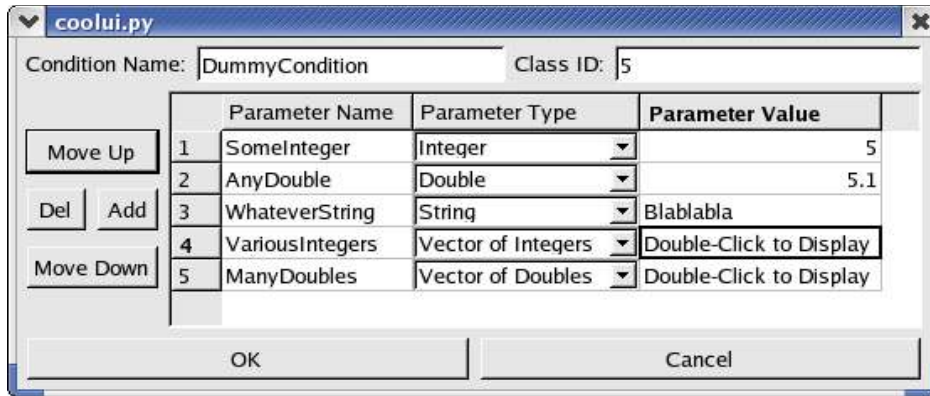 coolui.py
Condition Name: DummyCondition Class ID: 5
Parameter Name Parameter Type Parameter Value
Move Up
1 SomeInteger Integer 5
2 AnyDouble Double 5.1
Del Add
3 WhateverString String Blablabla
4 VariousIntegers Vector of Integers Double-Click to Display
Move Down
5 ManyDoubles Vector of Doubles Double-Click to Display
OK Cancel